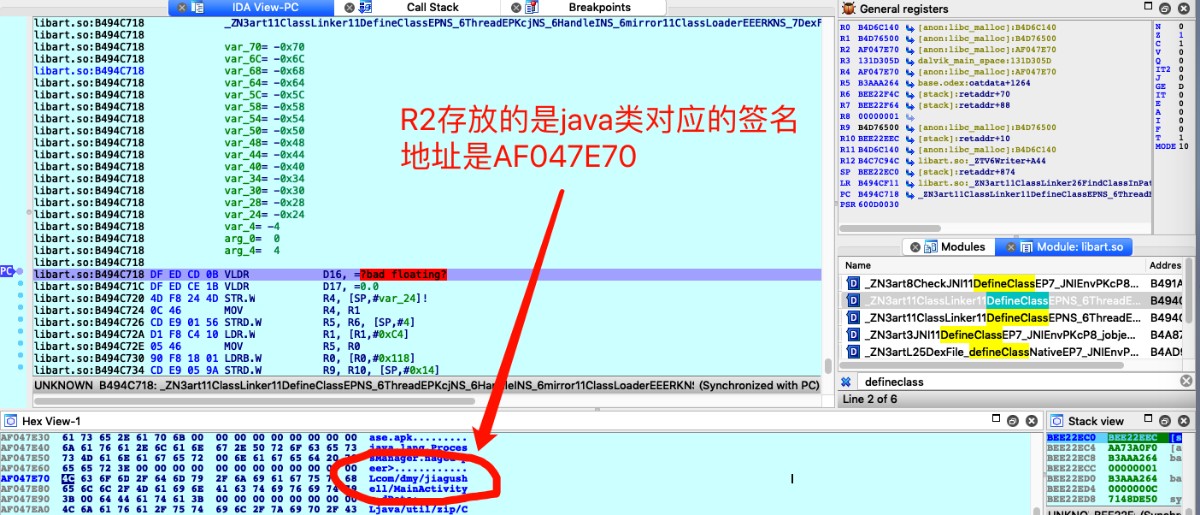 IDA View-PC
Call Stack
Breakpoints
General registers
_ZN3art11ClassLinker11DefineClassEPNS_6ThreadEPKcjNS_6HandleINS_6mirror11ClassLoaderEEERKNS_7DexF
libart.so:B494C718
libart.so:B494C718 var_70= -0x70
libart.so:B494C718 var_6C= -0x6C
libart.so:B494C718 var_68= -0x68
libart.so:B494C718 var_64= -0x64
libart.so:B494C718 var_5C= -0x5C
libart.so:B494C718 var_58= -0x58
libart.so:B494C718 var_54= -0x54
libart.so:B494C718 var_50= -0x50
libart.so:B494C718 var_48= -0x48
libart.so:B494C718 var_44= -0x44
libart.so:B494C718 var_40= -0x40
libart.so:B494C718 var_34= -0x34
libart.so:B494C718 var_30= -0x30
libart.so:B494C718 var_28= -0x28
libart.so:B494C718 var_24= -0x24
libart.so:B494C718 var_4= -4
libart.so:B494C718 arg_0= 0
libart.so:B494C718 arg_4= 4
libart.so:B494C718
PC
libart.so:B494C718 DF ED CD 0B VLDR D16, =?bad floating?
libart.so:B494C71C DF ED CE 1B VLDR D17, =0.0
libart.so:B494C720 4D F8 24 4D STR.W R4, [SP,#var_24]!
libart.so:B494C724 0C 46 MOV R4, R1
libart.so:B494C726 CD E9 01 56 STRD.W R5, R6, [SP,#4]
libart.so:B494C72A D1 F8 C4 10 LDR.W R1, [R1,#0xC4]
libart.so:B494C72E 05 46 MOV R5, R0
libart.so:B494C730 90 F8 18 01 LDRB.W R0, [R0,#0x118]
libart.so:B494C734 CD E9 05 9A STRD.W R9, R10, [SP,#0x14]
UNKNOWN B494C718: _ZN3art11ClassLinker11DefineClassEPNS_6ThreadEPKcjNS_6HandleINS_6mirror11ClassLoaderEEERKN! (Synchronized with PC)
R2存放的是java类对应的签名
地址是AF047E70
R0 B4D6C140 [anon:libc_malloc]:B4D6C140
R1 B4D76500 [anon:libc_malloc]:B4D76500
R2 AF047E70 [anon:libc_malloc]:AF047E70
R3 131D305D dalvik_main_space:131D305D
R4 AF047E70 [anon:libc_malloc]:AF047E70
R5 B3AAA264 base.odex:oatdata+1264
R6 BEE22F4C [stack]:retaddr+70
R7 BEE22F64 [stack]:retaddr+88
R8 00000001
R9 B4D76500 [anon:libc_malloc]:B4D76500
R10 BEE22EEC [stack]:retaddr+10
R11 B4D6C140 [anon:libc_malloc]:B4D6C140
R12 B4C7C94C libart.so:_ZTV6Writer+A44
SP BEE22EC0 [stack]:retaddr+874
LR B494CF11 libart.so:_ZN3art11ClassLinker26FindClassInPat
PC B494C718 _ZN3art11ClassLinker11DefineClassEPNS_6Thread
PSR 600D0030
N 0
Z 1
C 1
V 0
Q 0
IT2 0
J 0
GE D
IT 0
E 0
A 0
I 0
F 0
T 1
MODE 10
Modules
Module: libart.so
Name
Addres
_ZN3art8CheckJNI11DefineClassEP7_JNIEnvPKcP8... B491A
_ZN3art11ClassLinker11DefineClassEPNS_6ThreadE... B494C
_ZN3art11ClassLinker11DefineClassEPNS_6ThreadE... B494C
_ZN3art3JNI11DefineClassEP7_JNIEnvPKcP8_jobje... B4A87
_ZN3artL25DexFile_defineClassNativeEP7_JNIEnvP... B4AD9
defineclass
Line 2 of 6
Hex View-1
AF047E30 61 73 65 2E 61 70 6B 00 00 00 00 00 00 00 00 00 ase.apk.........
AF047E40 6A 61 76 61 2E 6C 61 6E 67 2E 50 72 6F 63 65 73 java.lang.Proces
AF047E50 73 4D 61 6E 61 67 65 72 00 6E 61 67 65 64 20 sManager.naged
AF047E60 65 65 72 3E 00 00 00 00 00 00 00 00 00 00 00 00 eer>............
AF047E70 4C 63 6F 6D 2F 64 6D 79 2F 6A 69 61 67 75 68 Lcom/dmy/jiagush
AF047E80 65 6C 6C 2F 4D 61 69 6E 41 63 74 69 76 69 74 79 ell/MainActivity
AF047E90 3B 00 64 44 61 74 61 3B 00 00 00 00 00 00 00 00
AF047EA0 4C 6A 61 76 61 2F 75 74 69 6C 2F 7A 69 70 2F 43 Ljava/util/zip/C
Stack view
BEE22EC0 BEE22EEC [s
BEE22EC4 AA73A0F0 [a
BEE22EC8 B3AAA264 ba
BEE22ECC 00000001
BEE22ED0 B3AAA264 ba
BEE22ED4 0000000C
BEE22ED8 7148DE50 sy